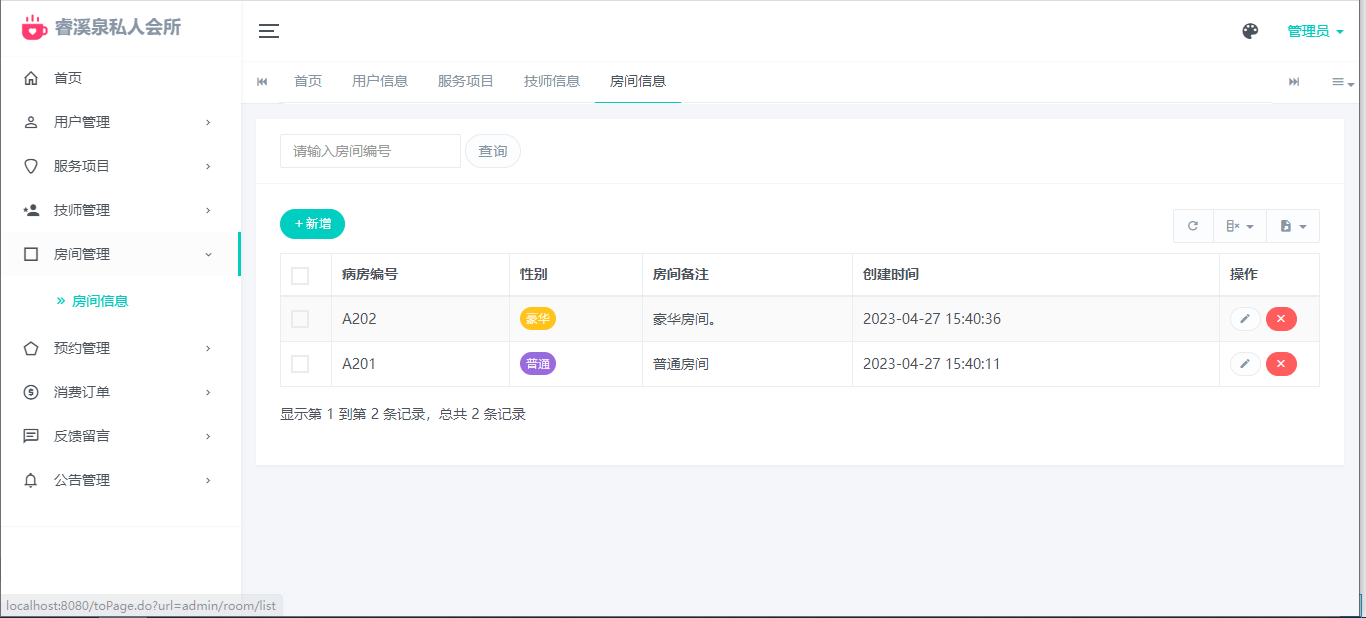 睿溪泉私人会所
管理员
首页
用户管理
服务项目
技师管理
房间管理
房间信息
预约管理
消费订单
反馈留言
公告管理
首页 用户信息 服务项目 技师信息 房间信息
请输入房间编号 查询
+新增
病房编号 性别 房间备注 创建时间 操作
A202 豪华 豪华房间。 2023-04-27 15:40:36
A201 普通 普通房间 2023-04-27 15:40:11
显示第 1 到第 2 条记录，总共 2 条记录
localhost:8080/toPage.do?url=admin/room/list